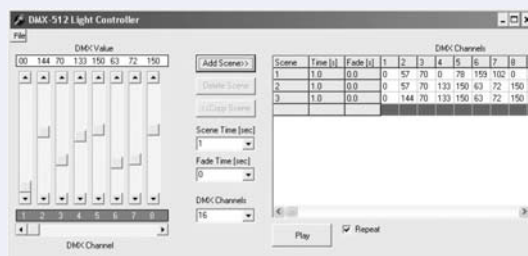 DMX-512 Light Controller
File
DMX Value
00 144 70 133 150 63 72 150
1 2 3 4 5 6 7 8
DMX Channel
Add Scene>>
Delete Scene
<<Copy Scene
Scene Time [sec]
1
Fade Time [sec]
0
DMX Channels
16
DMX Channels
Scene Time [s] Fade [s] 1 2 3 4 5 6 7 8
1 1.0 0.0 0 57 70 0 78 159 102 0
2 1.0 0.0 0 57 70 133 150 63 72 150
3 1.0 0.0 0 144 70 133 150 63 72 150
Play
Repeat